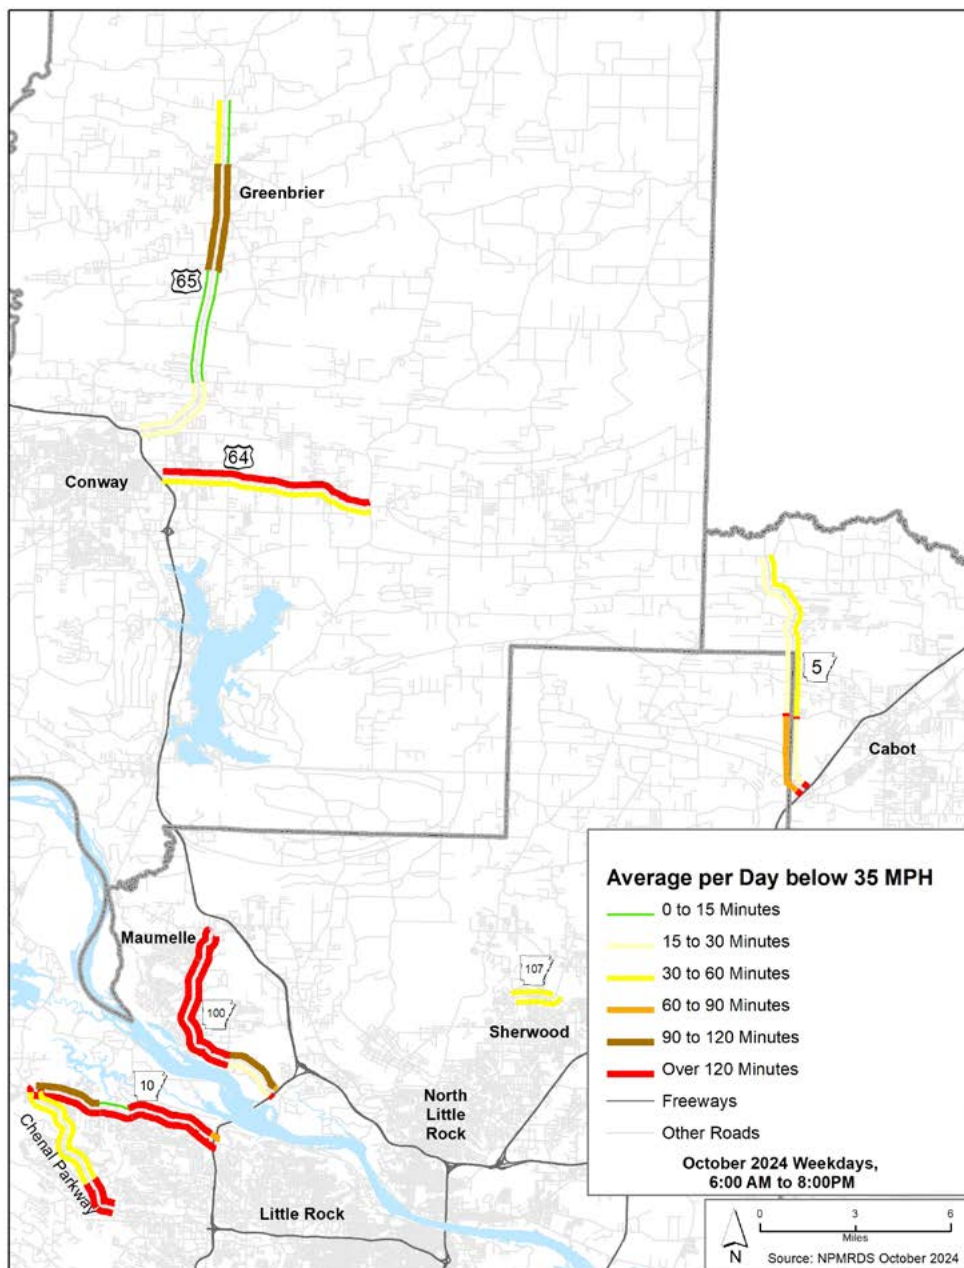 Greenbrier
65
64
Conway
5
Cabot
Maumelle
100
107
Sherwood
10
North
Little
Rock
Chenal Parkway
Little Rock
Average per Day below 35 MPH
0 to 15 Minutes
15 to 30 Minutes
30 to 60 Minutes
60 to 90 Minutes
90 to 120 Minutes
Over 120 Minutes
Freeways
Other Roads
October 2024 Weekdays,
6:00 AM to 8:00PM
N
0 3 6
Miles
Source: NPMRDS October 2024